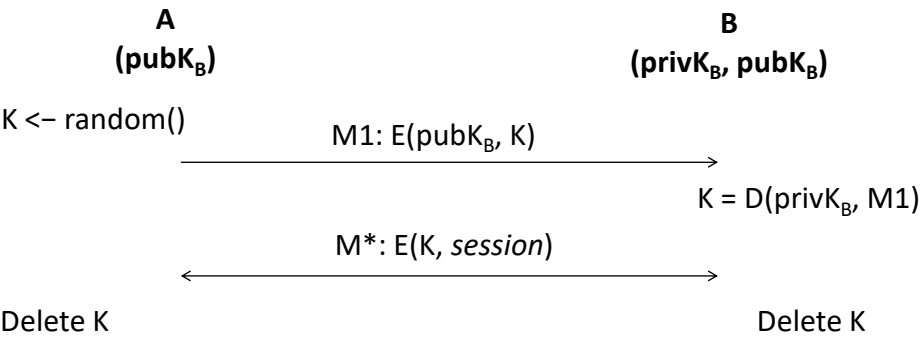 A
(pubK_B)
B
(privK_B, pubK_B)
K <− random()
M1: E(pubK_B, K)
K = D(privK_B, M1)
M*: E(K, session)
Delete K
Delete K